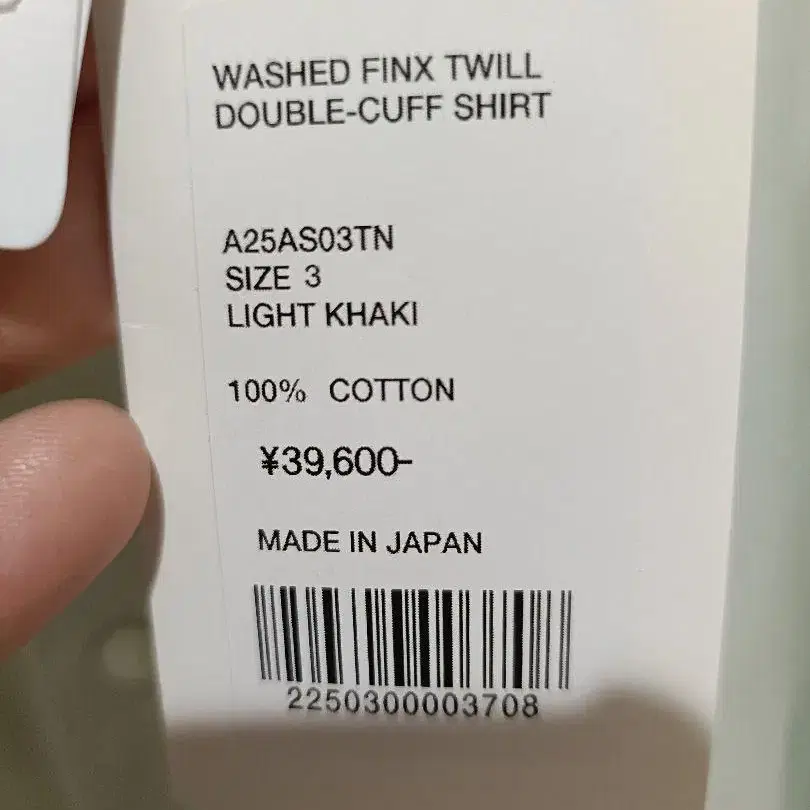 WASHED FINX TWILL
DOUBLE-CUFF SHIRT
A25AS03TN
SIZE 3
LIGHT KHAKI
100% COTTON
¥39,600-
MADE IN JAPAN
2250300003708